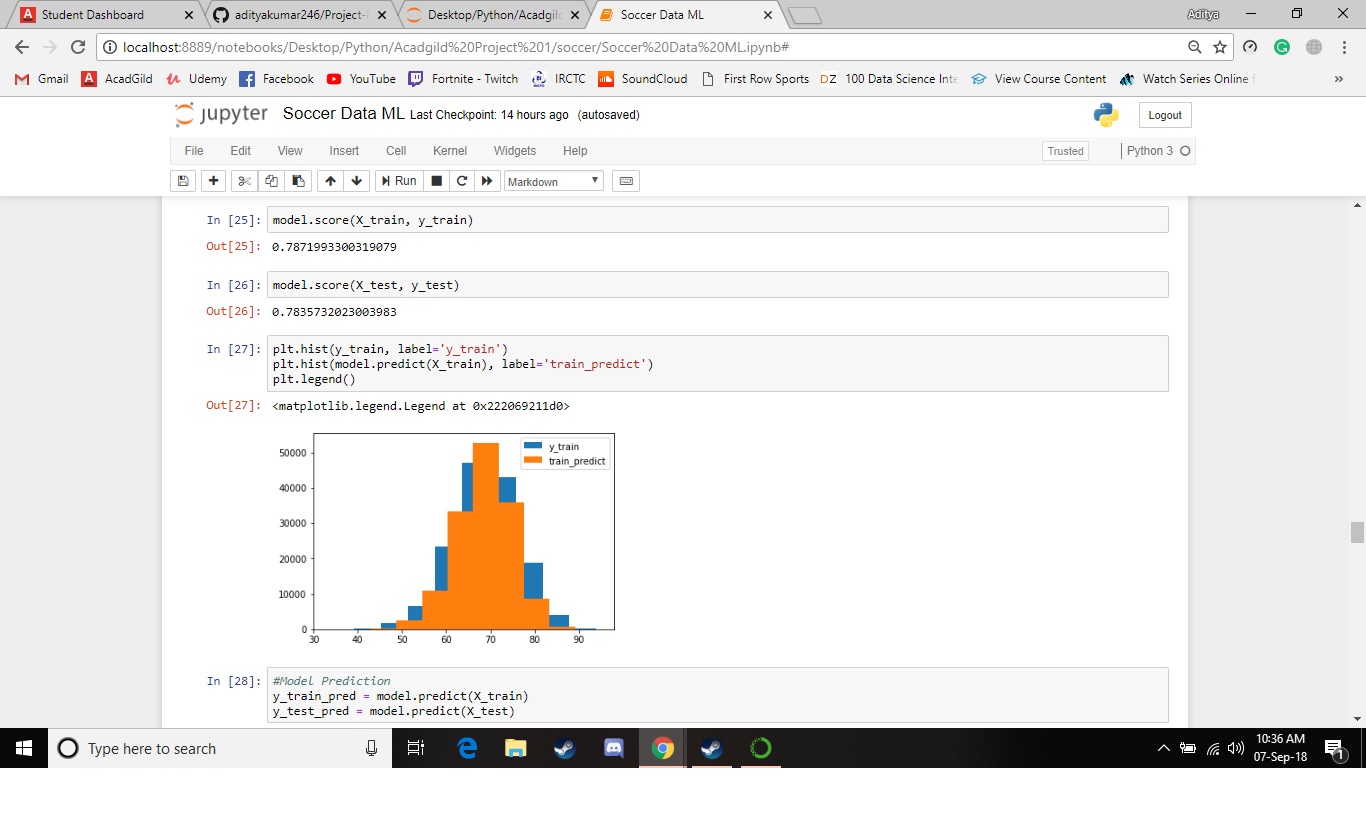 Student Dashboard
adityakumar246/Project-
Desktop/Python/Acadgil
Soccer Data ML
Aditya
localhost:8889/notebooks/Desktop/Python/Acadgild%20Project%201/soccer/Soccer%20Data%20ML.ipynb#
Gmail AcadGild Udemy Facebook YouTube Fortnite - Twitch IRCTC SoundCloud First Row Sports DZ 100 Data Science Inte View Course Content Watch Series Online »
jupyter Soccer Data ML Last Checkpoint: 14 hours ago (autosaved) Logout
File Edit View Insert Cell Kernel Widgets Help Trusted Python 3
Run Markdown
In [25]: model.score(X_train, y_train)
Out[25]: 0.7871993300319079
In [26]: model.score(X_test, y_test)
Out[26]: 0.7835732023003983
In [27]: plt.hist(y_train, label='y_train')
plt.hist(model.predict(X_train), label='train_predict')
plt.legend()
Out[27]: <matplotlib.legend.Legend at 0x222069211d0>
y_train
train_predict
50000
40000
30000
20000
10000
0
30 40 50 60 70 80 90
In [28]: #Model Prediction
y_train_pred = model.predict(X_train)
y_test_pred = model.predict(X_test)
Type here to search
10:36 AM
07-Sep-18
1